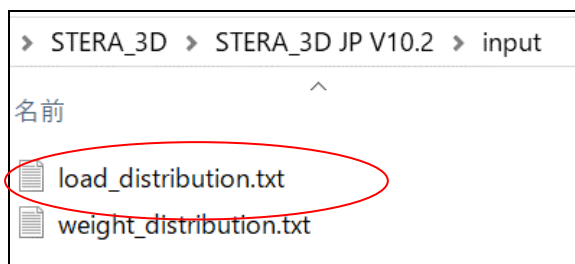 > STERA_3D > STERA_3D JP V10.2 > input
名前
load_distribution.txt
weight_distribution.txt